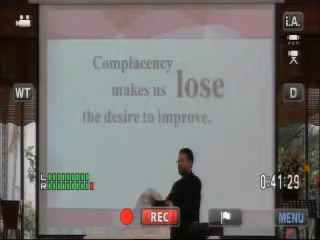 i.A.
WT
D
Complacency
makes us lose
the desire to improve.
L
R
0:41:29
REC
MENU